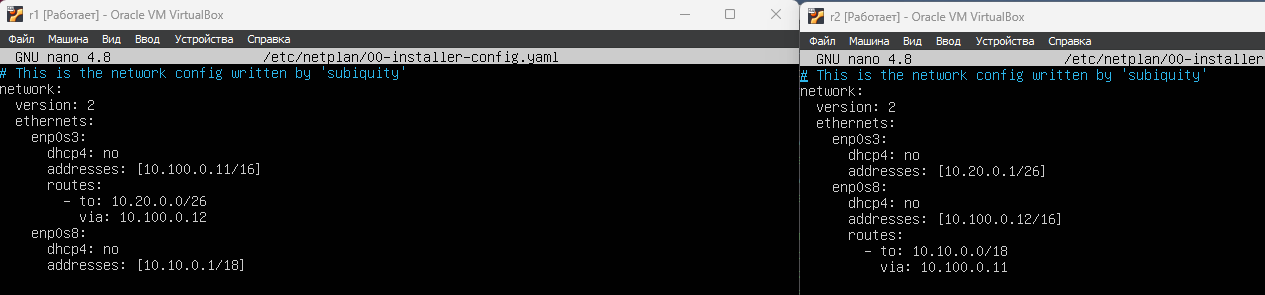 r1 [Работает] - Oracle VM VirtualBox
Файл Машина Вид Ввод Устройства Справка
GNU nano 4.8 /etc/netplan/00-installer-config.yaml
# This is the network config written by 'subiquity'
network:
  version: 2
  ethernets:
    enp0s3:
      dhcp4: no
      addresses: [10.100.0.11/16]
      routes:
        - to: 10.20.0.0/26
          via: 10.100.0.12
    enp0s8:
      dhcp4: no
      addresses: [10.10.0.1/18]
r2 [Работает] - Oracle VM VirtualBox
Файл Машина Вид Ввод Устройства Справка
GNU nano 4.8 /etc/netplan/00-installer
# This is the network config written by 'subiquity'
network:
  version: 2
  ethernets:
    enp0s3:
      dhcp4: no
      addresses: [10.20.0.1/26]
    enp0s8:
      dhcp4: no
      addresses: [10.100.0.12/16]
      routes:
        - to: 10.10.0.0/18
          via: 10.100.0.11